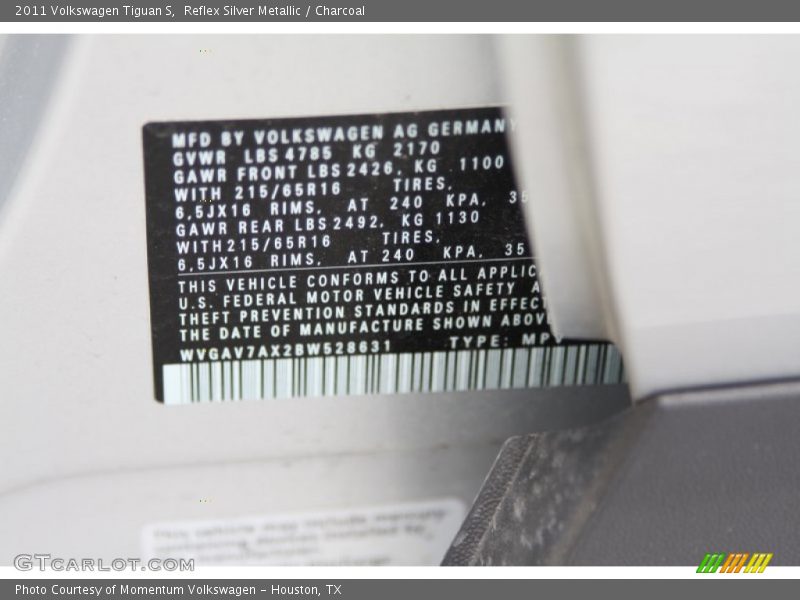 2011 Volkswagen Tiguan S, Reflex Silver Metallic / Charcoal
MFD BY VOLKSWAGEN AG GERMANY
GVWR LBS 4785 KG 2170
GAWR FRONT LBS 2426, KG 1100
WITH 215/65R16 TIRES,
6,5JX16 RIMS, AT 240 KPA, 35
GAWR REAR LBS 2492, KG 1130
WITH 215/65R16 TIRES,
6,5JX16 RIMS, AT 240 KPA, 35
THIS VEHICLE CONFORMS TO ALL APPLIC
U.S. FEDERAL MOTOR VEHICLE SAFETY A
THEFT PREVENTION STANDARDS IN EFFECT
THE DATE OF MANUFACTURE SHOWN ABOV
WVGAV7AX2BW528631 TYPE: MPV
GTCARLOT.COM
Photo Courtesy of Momentum Volkswagen - Houston, TX